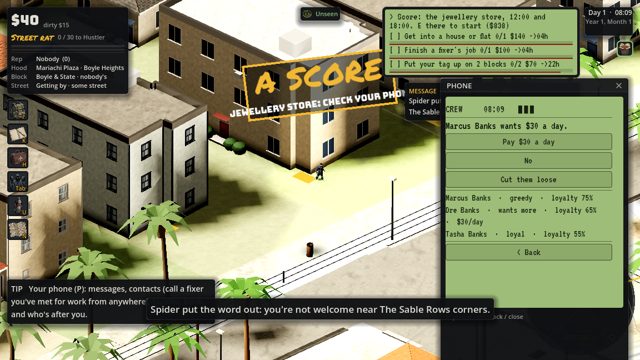 $40 dirty $15
STREET RAT 0 / 30 to Hustler
Rep Nobody (0)
Hood Mariachi Plaza · Boyle Heights
Block Boyle & State · nobody's
Street Getting by · some street
Unseen
> Score: the jewellery store, 12:00 and
18:00. E there to start ($838)
[ ] Get into a house or flat 0/1 $140 →04h
[ ] Finish a fixer's job 0/1 $100 →04h
[ ] Put your tag up on 2 blocks 0/2 $70 →22h
Day 1 · 08:09
Year 1, Month 1
A SCORE
JEWELLERY STORE: CHECK YOUR PHO
MESSAGE
Spider pu
The Sable
H
Tab
U
PHONE
CREW 08:09
Marcus Banks wants $30 a day.
Pay $30 a day
No
Cut them loose
Marcus Banks · greedy · loyalty 75%
Dre Banks · wants more · loyalty 65%
· $30/day
Tasha Banks · loyal · loyalty 55%
< Back
ck / close
TIP Your phone (P): messages, contacts (call a fixer
you've met for work from anywhere
and who's after you.
Spider put the word out: you're not welcome near The Sable Rows corners.